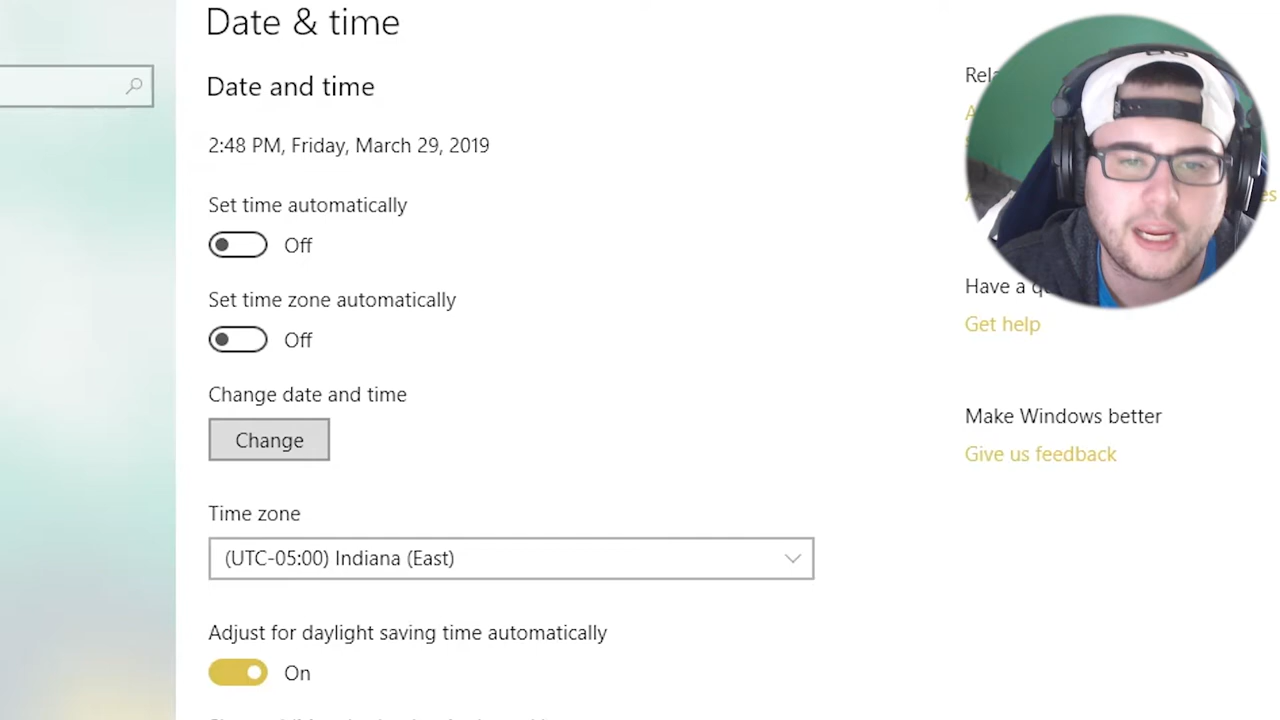 Date & time
Date and time
2:48 PM, Friday, March 29, 2019
Set time automatically
Off
Set time zone automatically
Off
Change date and time
Change
Time zone
(UTC-05:00) Indiana (East)
Adjust for daylight saving time automatically
On
Have a
Get help
Make Windows better
Give us feedback